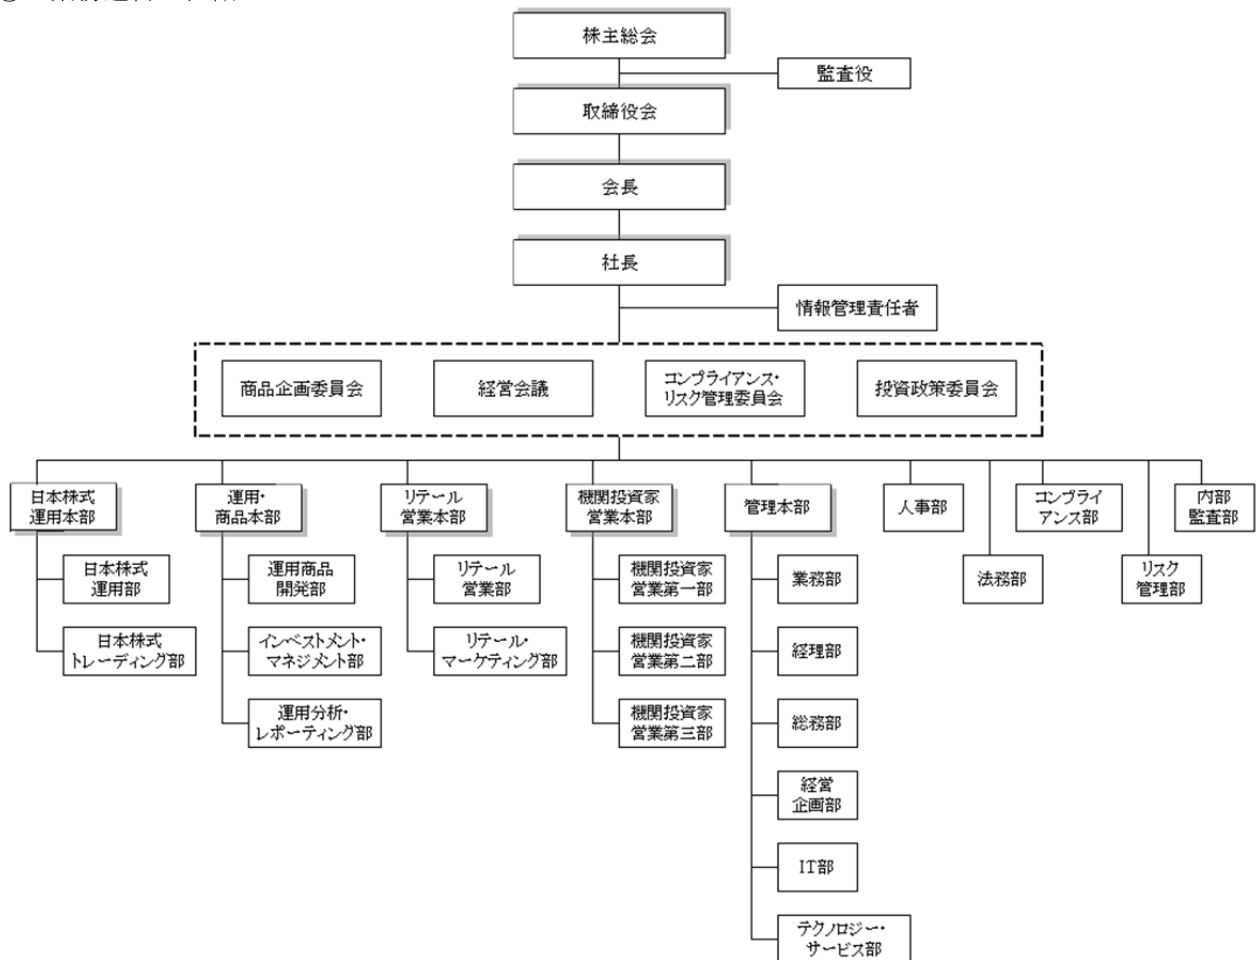 株主総会
監査役
取締役会
会長
社長
情報管理責任者
商品企画委員会
経営会議
コンプライアンス・
リスク管理委員会
投資政策委員会
日本株式
運用本部
運用・
商品本部
リテール
営業本部
機関投資家
営業本部
管理本部
人事部
コンプライ
アンス部
内部
監査部
日本株式
運用部
運用商品
開発部
リテール
営業部
機関投資家
営業第一部
業務部
法務部
リスク
管理部
日本株式
トレーディング部
インベストメント・
マネジメント部
リテール・
マーケティング部
機関投資家
営業第二部
経理部
運用分析・
レポーティング部
機関投資家
営業第三部
総務部
経営
企画部
IT部
テクノロジー・
サービス部